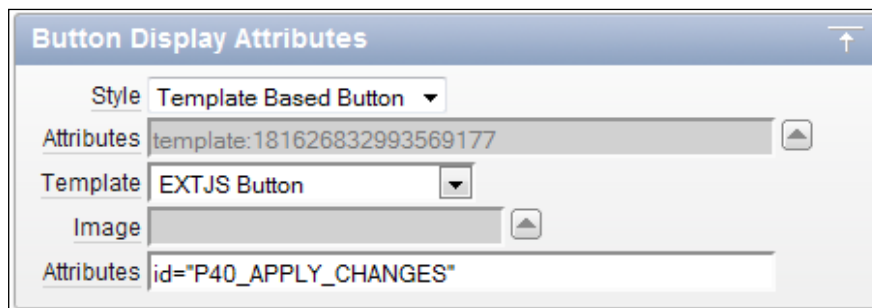 Button Display Attributes
Style Template Based Button
Attributes template:181626832993569177
Template EXTJS Button
Image
Attributes id="P40_APPLY_CHANGES"